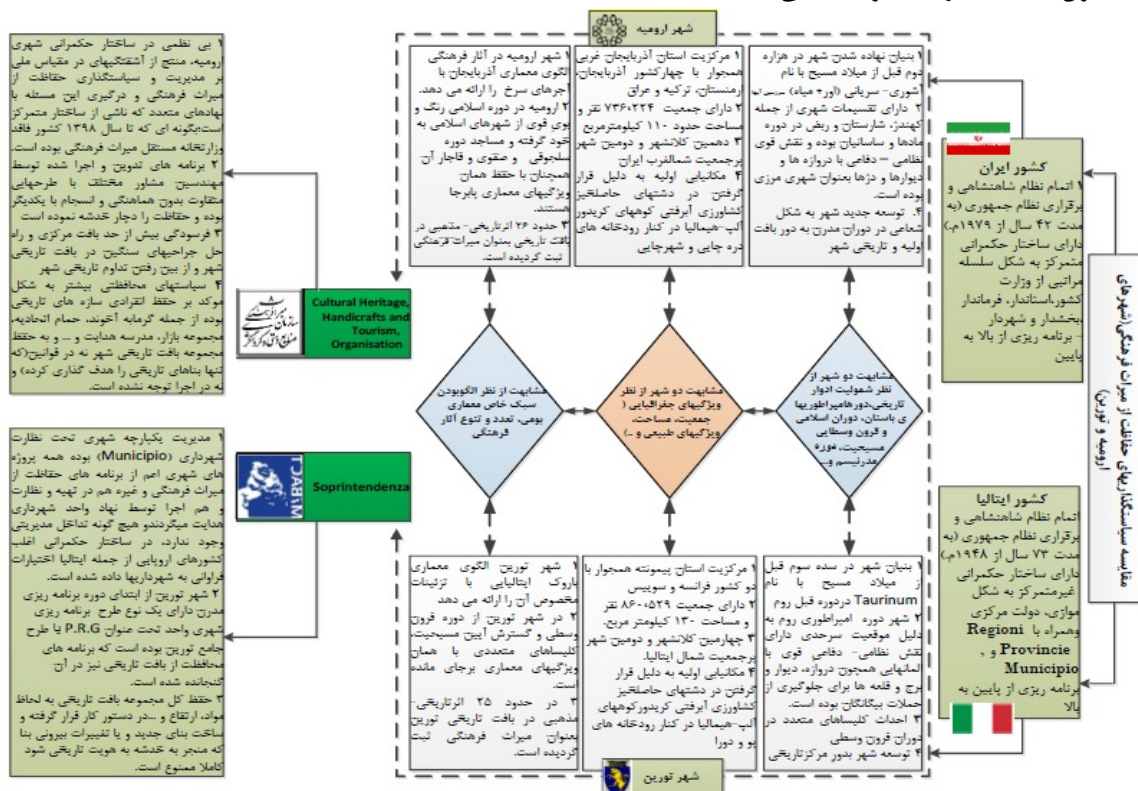 مقایسه سیاستگذاریهای حفاظت از میراث فرهنگی(شهرهای
ارومیه و تورین)
کشور ایران
۱ اتمام نظام شاهنشاهی و
برقراری نظام جمهوری (به
مدت ۴۲ سال از ۱۹۷۹م.)
دارای ساختار حکمرانی
متمرکز به شکل سلسله
مراتبی از وزارت
کشور،استاندار، فرماندار
،بخشدار و شهردار
- برنامه ریزی از بالا به
پایین
کشور ایتالیا
اتمام نظام شاهنشاهی و
برقراری نظام جمهوری (به
مدت ۷۳ سال از ۱۹۴۸م.)
دارای ساختار حکمرانی
غیرمتمرکز به شکل
موازی، دولت مرکزی
وهمراه با Regioni
و Provincie ,
Municipio
برنامه ریزی از پایین به
بالا
شهر ارومیه
۱ بنیان نهاده شدن شهر در هزاره
دوم قبل از میلاد مسیح با نام
آشوری- سریانی (اور+ میاه)
۲ دارای تقسیمات شهری از جمله
کهندژ، شارستان و ربض در دوره
مادها و ساسانیان بوده و نقش قوی
نظامی – دفاعی با دروازه ها و
دیوارها و دژها بعنوان شهری مرزی
بوده است.
۴. توسعه جدید شهر به شکل
شعاعی در دوران مدرن به دور بافت
اولیه و تاریخی شهر
۱ مرکزیت استان آذربایجان غربی
همجوار با چهارکشور آذربایجان،
ارمنستان، ترکیه و عراق
۲ دارای جمعیت ۷۳۶۰۲۲۴ نقر و
مساحت حدود ۱۱۰ کیلومترمربع
۳ دهمین کلانشهر و دومین شهر
پرجمعیت شمالغرب ایران
۴ مکانیابی اولیه به دلیل قرار
گرفتن در دشتهای حاصلخیز
کشاورزی آبرفتی کوههای کریدور
آلپ-هیمالیا در کنار رودخانه های
دره چایی و شهرچایی
۱ شهر ارومیه در آثار فرهنگی
الگوی معماری آذربایجان با
آجرهای سرخ را ارائه می دهد.
۲ ارومیه در دوره اسلامی رنگ و
بوی قوی از شهرهای اسلامی به
خود گرفته و مساجد دوره
سلجوقی و صفوی و قاجار آن
همچنان با حفظ همان
ویژگیهای معماری پابرجا
هستند.
۳ حدود ۲۶ اثرتاریخی- مذهبی در
بافت تاریخی بعنوان میراث فرهنگی
ثبت گردیده است.
مشابهت دو شهر از
نظر شمولیت ادوار
تاریخی،دورهامپراطوریها
ی باستان، دوران اسلامی
و قرون وسطایی
مسیحیت، دوره
مدرنیسم و...
مشابهت دو شهر از نظر
ویژگیهای جغرافیایی (
جمعیت، مساحت،
ویژگیهای طبیعی و ..)
مشابهت از نظر الگوبودن
سبک خاص معماری
بومی، تعدد و تنوع آثار
فرهنگی
۱ بنیان شهر در سده سوم قبل
از میلاد مسیح با نام
Taurinum دردوره قبل روم
۲ شهر دوره امپراطوری روم به
دلیل موقعیت سرحدی دارای
نقش نظامی- دفاعی قوی با
المانهایی همچون دروازه، دیوار و
برج و قلعه ها برای جلوگیری از
حملات بیگانگان بوده است.
۳ احداث کلیساهای متعدد در
دوران قرون وسطی
۴ توسعه شهر بدور مرکزتاریخی
۱ مرکزیت استان پیمونته همجوار با
دو کشور فرانسه و سوییس
۲ دارای جمعیت ۸۶۰۰۵۲۹ نقر
و مساحت ۱۳۰ کیلومتر مربع.
۳ چهارمین کلانشهر و دومین شهر
پرجمعیت شمال ایتالیا.
۴ مکانیابی اولیه به دلیل قرار
گرفتن در دشتهای حاصلخیز
کشاورزی آبرفتی کریدورکوههای
آلپ-هیمالیا در کنار رودخانه های
پو و دورا
۱ شهر تورین الگوی معماری
باروک ایتالیایی با تزئینات
مخصوص آن را ارائه می دهد
۲ در شهر تورین از دوره قرون
وسطی و گسترش آیین مسیحیت،
کلیساهای متعددی با همان
ویژگیهای معماری برجای مانده
است.
۳ در حدود ۲۵ اثرتاریخی-
مذهبی در بافت تاریخی تورین
بعنوان میراث فرهنگی ثبت
گردیده است.
شهر تورین
سازمان میراث فرهنگی
صنایع دستی و گردشگری
Cultural Heritage,
Handicrafts and
Tourism,
Organisation
MiBACT
Soprintendenza
۱ بی نظمی در ساختار حکمرانی شهری
ارومیه، منتج از آشفتگیهای در مقیاس ملی
بر مدیریت و سیاستگذاری حفاظت از
میراث فرهنگی و درگیری این مسئله با
نهادهای متعدد که ناشی از ساختار متمرکز
است؛بگونه ای که تا سال ۱۳۹۸ کشور فاقد
وزارتخانه مستقل میراث فرهنگی بوده است.
۲ برنامه های تدوین و اجرا شده توسط
مهندسین مشاور مختلف با طرحهایی
متفاوت بدون هماهنگی و انسجام با یکدیگر
بوده و حفاظت را دچار خدشه نموده است
۳ فرسودگی بیش از حد بافت مرکزی و راه
حل جراحیهای سنگین در بافت تاریخی
شهر و از بین رفتن تداوم تاریخی شهر
۴ سیاستهای محافظتی بیشتر به شکل
موکد بر حفظ انفرادی سازه های تاریخی
بوده از جمله گرمابه آخوند، حمام اتحادیه،
مجموعه بازار، مدرسه هدایت و ... و به حفظ
مجموعه بافت تاریخی شهر نه در قوانین(که
تنها بناهای تاریخی را هدف گذاری کرده) و
نه در اجرا توجه نشده است.
۱ مدیریت یکپارچه شهری تحت نظارت
شهرداری (Municipio) بوده همه پروژه
های شهری اعم از برنامه های حفاظت از
میراث فرهنگی و غیره هم در تهیه و نظارت
و هم اجرا توسط نهاد واحد شهرداری
هدایت میگردندو هیچ گونه تداخل مدیریتی
وجود ندارد، در ساختار حکمرانی اغلب
کشورهای اروپایی از جمله ایتالیا اختیارات
فراوانی به شهرداریها داده شده است.
۲ شهر تورین از ابتدای دوره برنامه ریزی
مدرن دارای یک نوع طرح برنامه ریزی
شهری واحد تحت عنوان P.R.G یا طرح
جامع تورین بوده است که برنامه های
محافظت از بافت تاریخی نیز در آن
گنجانده شده است.
۳ حفظ کل مجموعه بافت تاریخی به لحاظ
مواد، ارتفاع و ...در دستور کار قرار گرفته و
ساخت بنای جدید و یا تغییرات بیرونی بنا
که منجر به خدشه به هویت تاریخی شود
کاملا ممنوع است.